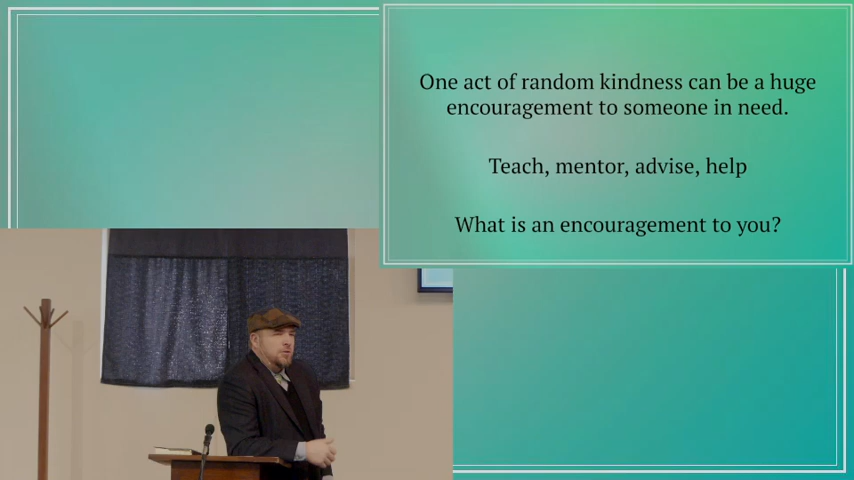 One act of random kindness can be a huge
encouragement to someone in need.
Teach, mentor, advise, help
What is an encouragement to you?